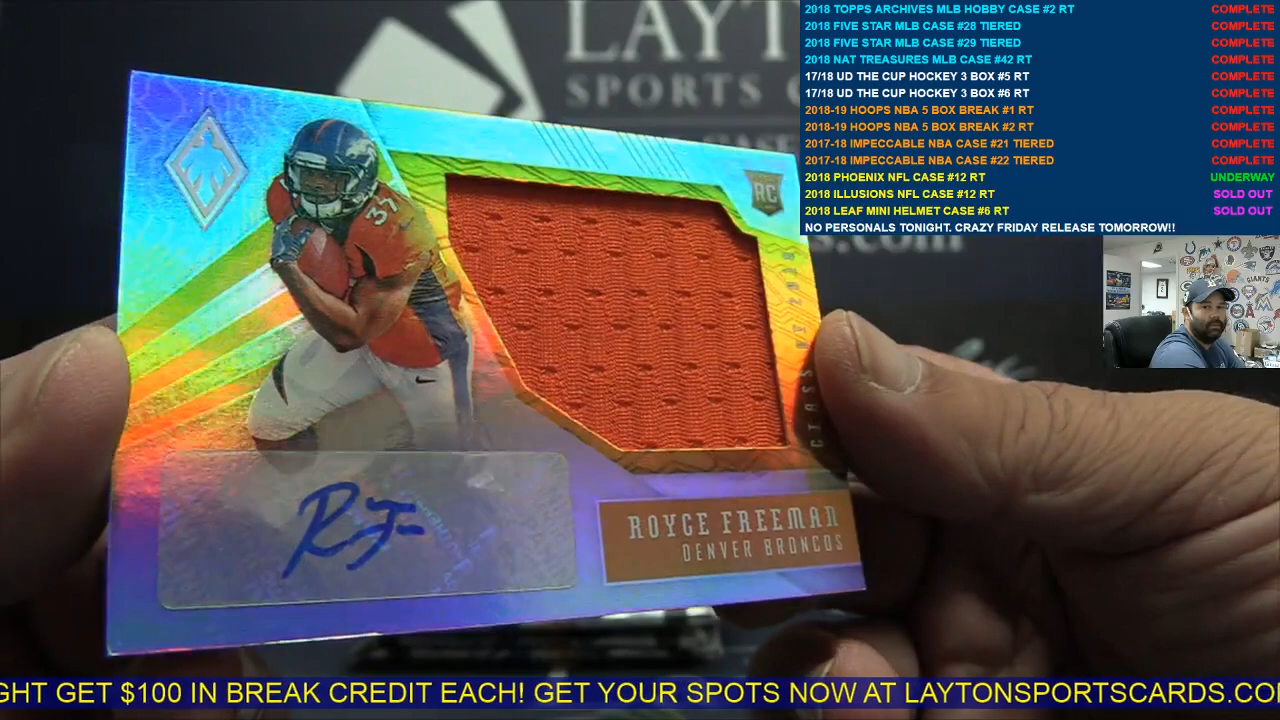 LAYT
SPORTS C
2018 TOPPS ARCHIVES MLB HOBBY CASE #2 RT COMPLETE
2018 FIVE STAR MLB CASE #28 TIERED COMPLETE
2018 FIVE STAR MLB CASE #29 TIERED COMPLETE
2018 NAT TREASURES MLB CASE #42 RT COMPLETE
17/18 UD THE CUP HOCKEY 3 BOX #5 RT COMPLETE
17/18 UD THE CUP HOCKEY 3 BOX #6 RT COMPLETE
2018-19 HOOPS NBA 5 BOX BREAK #1 RT COMPLETE
2018-19 HOOPS NBA 5 BOX BREAK #2 RT COMPLETE
2017-18 IMPECCABLE NBA CASE #21 TIERED COMPLETE
2017-18 IMPECCABLE NBA CASE #22 TIERED COMPLETE
2018 PHOENIX NFL CASE #12 RT UNDERWAY
2018 ILLUSIONS NFL CASE #12 RT SOLD OUT
2018 LEAF MINI HELMET CASE #6 RT SOLD OUT
NO PERSONALS TONIGHT. CRAZY FRIDAY RELEASE TOMORROW!!
RC
37
ROYCE FREEMAN
DENVER BRONCOS
GHT GET $100 IN BREAK CREDIT EACH! GET YOUR SPOTS NOW AT LAYTONSPORTSCARDS.CO